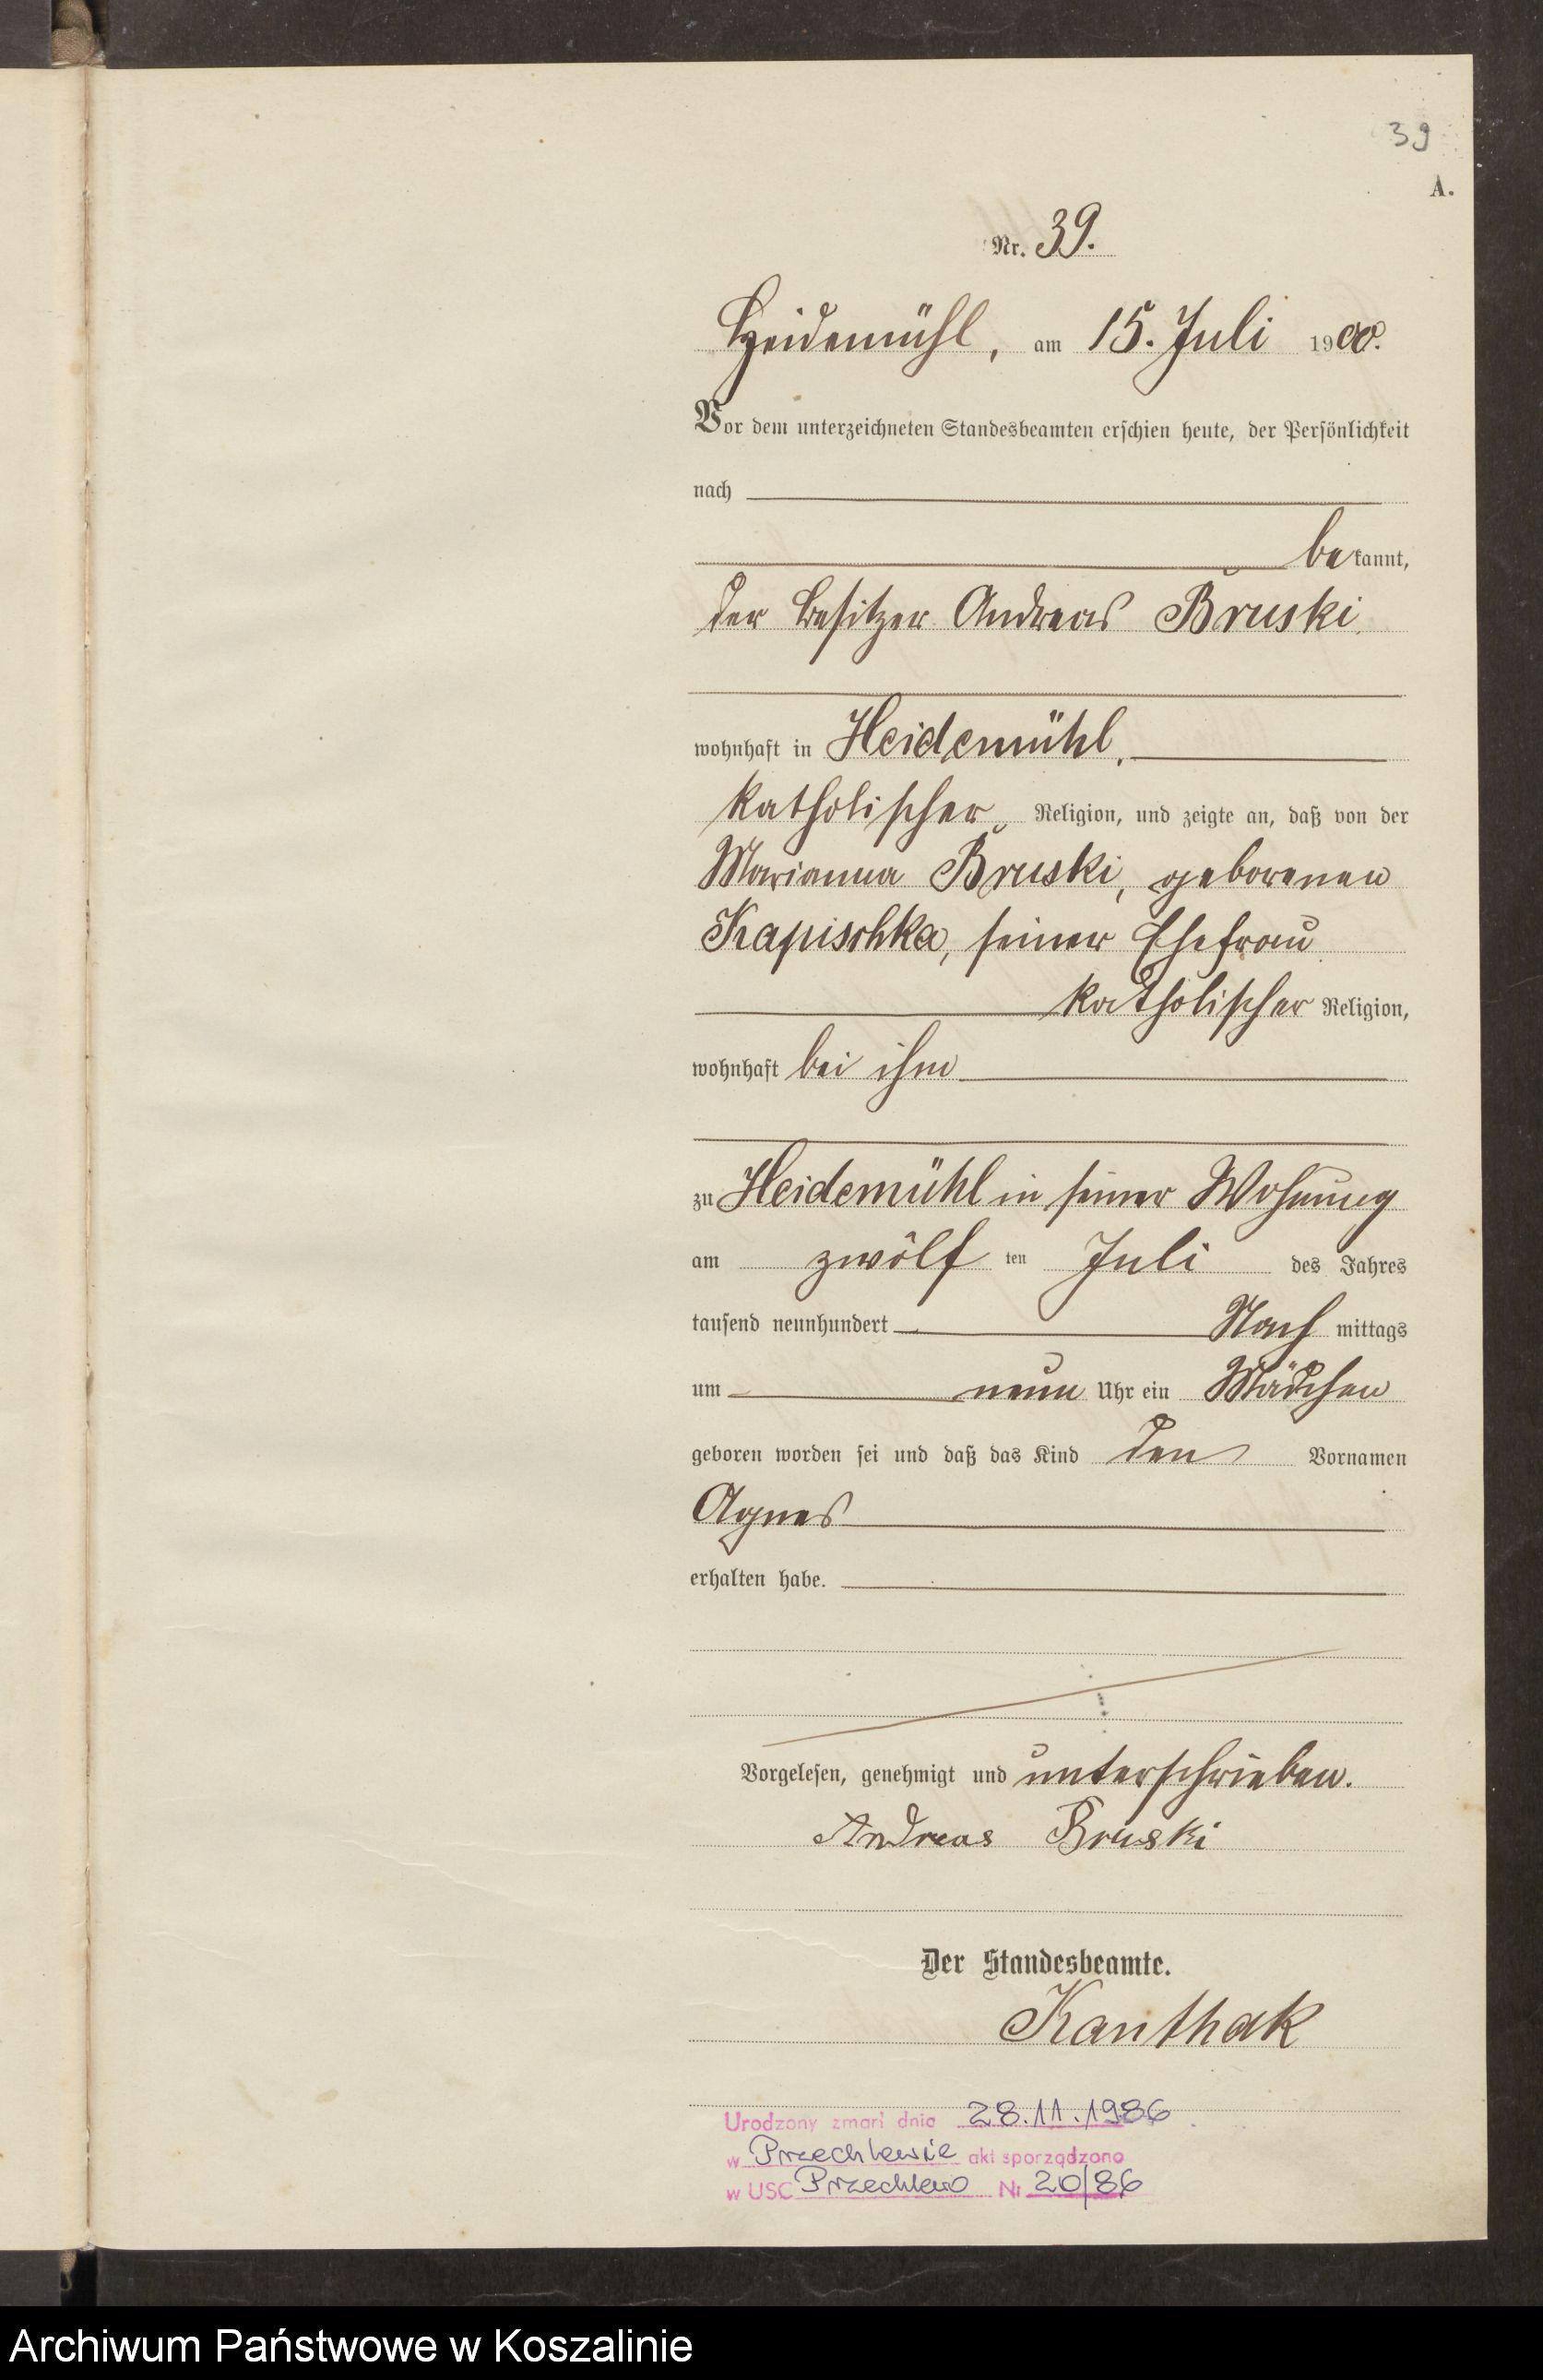 39
A.
Nr. 39.
Heidemühl, am 15. Juli 1900.
Vor dem unterzeichneten Standesbeamten erschien heute, der Persönlichkeit
nach
bekannt,
der Besitzer Andreas Bruski,
wohnhaft in Heidemühl,
katholischer Religion, und zeigte an, daß von der
Marianna Bruski, geborenen
Kapischka, seiner Ehefrau
katholischer Religion,
wohnhaft bei ihm
zu Heidemühl in seiner Wohnung
am zwölf ten Juli des Jahres
tausend neunhundert Nach mittags
um neun Uhr ein Mädchen
geboren worden sei und daß das Kind den Vornamen
Agnes
erhalten habe.
Vorgelesen, genehmigt und unterschrieben.
Andreas Bruski
Der Standesbeamte.
Kanthak
Urodzony zmarł dnia 28.11.1986
w Przechlewie akt sporządzono
w USC Przechlewo Nr 20/86
Archiwum Państwowe w Koszalinie